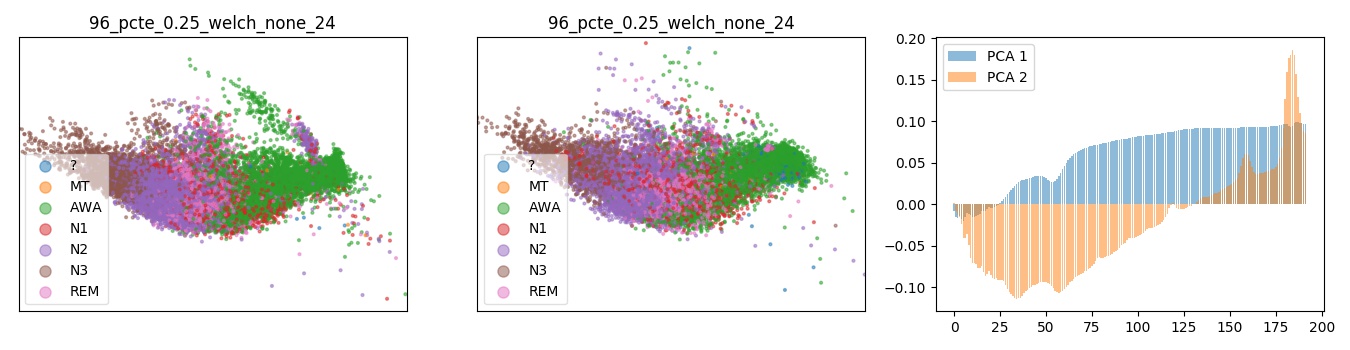 96_pcte_0.25_welch_none_24
?
MT
AWA
N1
N2
N3
REM
96_pcte_0.25_welch_none_24
?
MT
AWA
N1
N2
N3
REM
PCA 1
PCA 2
0.20
0.15
0.10
0.05
0.00
−0.05
−0.10
0 25 50 75 100 125 150 175 200